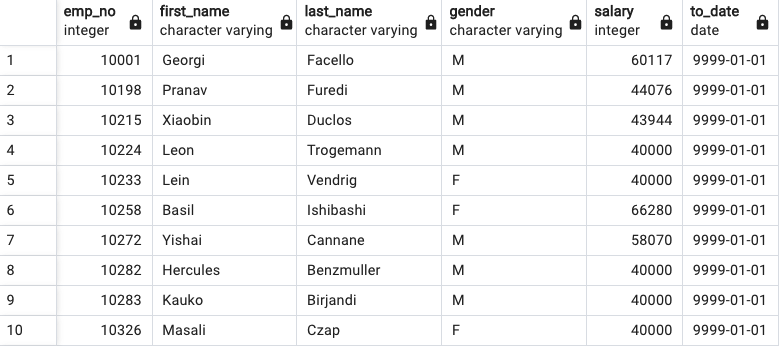 emp_no first_name last_name gender salary to_date
integer character varying character varying character varying integer date
1 10001 Georgi Facello M 60117 9999-01-01
2 10198 Pranav Furedi M 44076 9999-01-01
3 10215 Xiaobin Duclos M 43944 9999-01-01
4 10224 Leon Trogemann M 40000 9999-01-01
5 10233 Lein Vendrig F 40000 9999-01-01
6 10258 Basil Ishibashi F 66280 9999-01-01
7 10272 Yishai Cannane M 58070 9999-01-01
8 10282 Hercules Benzmuller M 40000 9999-01-01
9 10283 Kauko Birjandi M 40000 9999-01-01
10 10326 Masali Czap F 40000 9999-01-01